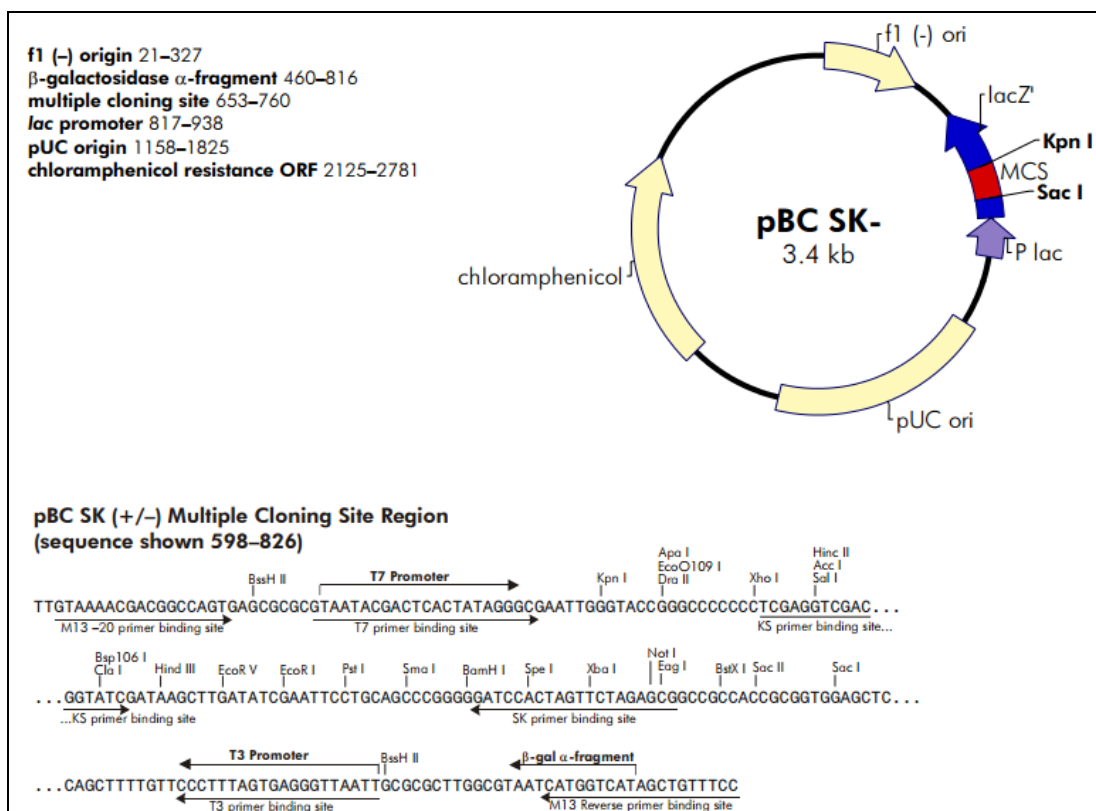 f1 (–) origin 21–327
β-galactosidase α-fragment 460–816
multiple cloning site 653–760
lac promoter 817–938
pUC origin 1158–1825
chloramphenicol resistance ORF 2125–2781
f1 (-) ori
lacZ'
Kpn I
MCS
Sac I
pBC SK-
3.4 kb
P lac
chloramphenicol
pUC ori
pBC SK (+/–) Multiple Cloning Site Region
(sequence shown 598–826)
BssH II
T7 Promoter
Kpn I
Apa I
EcoO109 I
Dra II
Xho I
Hinc II
Acc I
Sal I
TTGTAAAACGACGGCCAGTGAGCGCGCGTAATACGACTCACTATAGGGCGAATTGGGTACCGGGCCCCCCCTCGAGGTCGAC...
M13 –20 primer binding site
T7 primer binding site
KS primer binding site...
Bsp106 I
Cla I
Hind III
EcoR V
EcoR I
Pst I
Sma I
BamH I
Spe I
Xba I
Not I
Eag I
BstX I
Sac II
Sac I
...GGTATCGATAAGCTTGATATCGAATTCCTGCAGCCCGGGGGATCCACTAGTTCTAGAGCGGCCGCCACCGCGGTGGAGCTC...
...KS primer binding site
SK primer binding site
T3 Promoter
BssH II
β-gal α-fragment
...CAGCTTTTGTTCCCTTTAGTGAGGGTTAATTGCGCGCTTGGCGTAATCATGGTCATAGCTGTTTCC
T3 primer binding site
M13 Reverse primer binding site